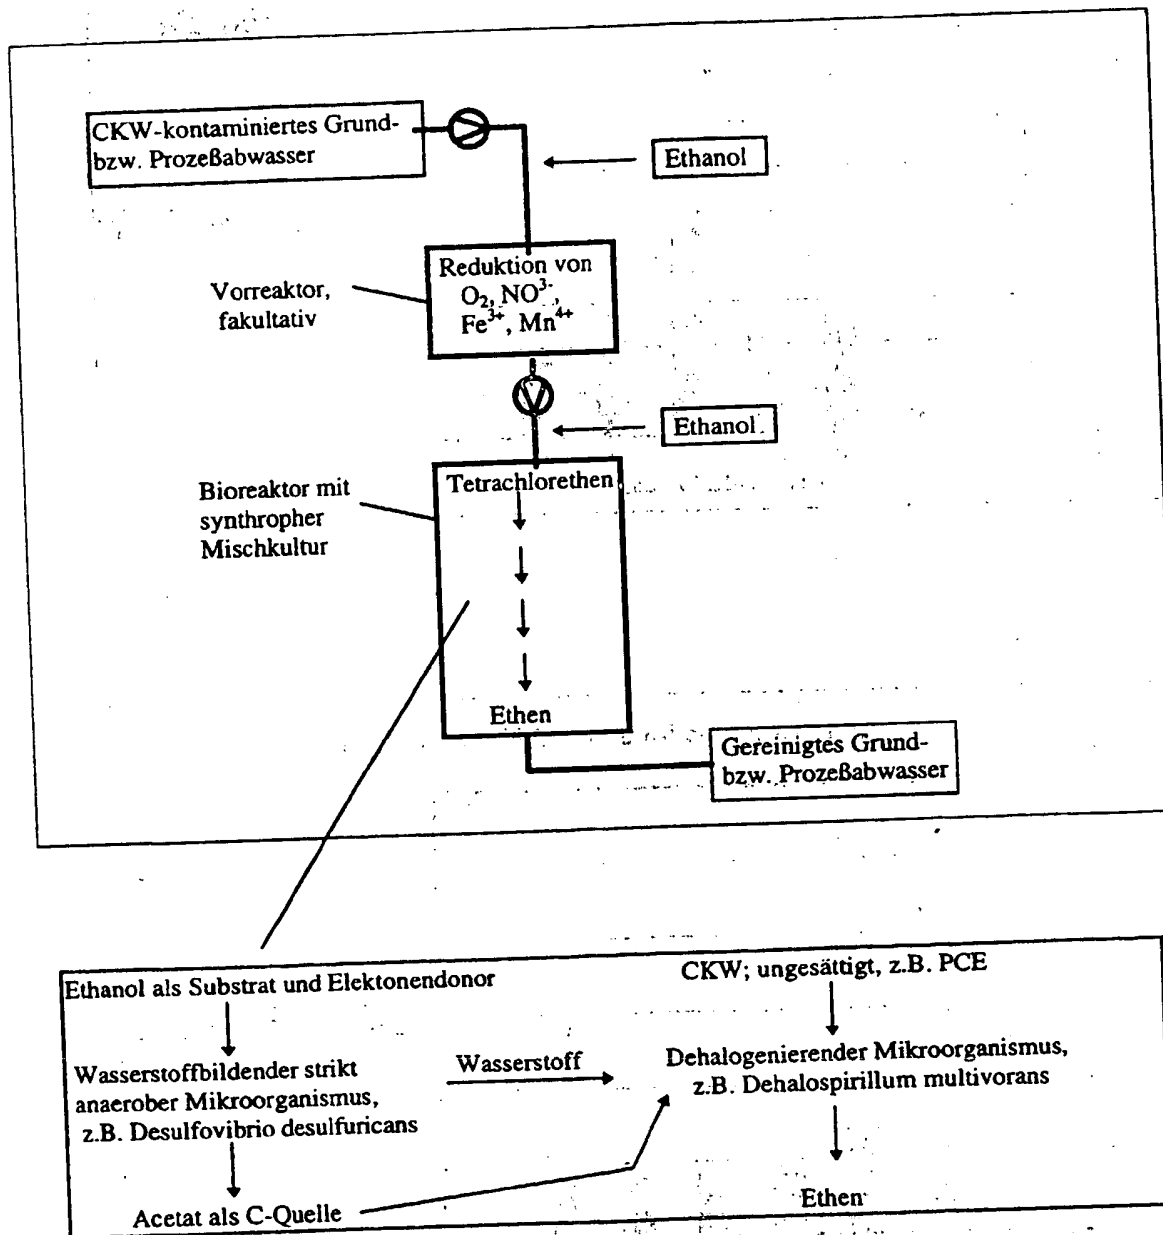 CKW-kontaminiertes Grund-
bzw. Prozeßabwasser
Ethanol
Reduktion von
O₂, NO³⁻,
Fe³⁺, Mn⁴⁺
Vorreaktor,
fakultativ
Ethanol
Bioreaktor mit
synthropher
Mischkultur
Tetrachlorethen
Ethen
Gereinigtes Grund-
bzw. Prozeßabwasser
Ethanol als Substrat und Elektonendonor
CKW; ungesättigt, z.B. PCE
Wasserstoffbildender strikt
anaerober Mikroorganismus,
z.B. Desulfovibrio desulfuricans
Wasserstoff
Dehalogenierender Mikroorganismus,
z.B. Dehalospirillum multivorans
Acetat als C-Quelle
Ethen